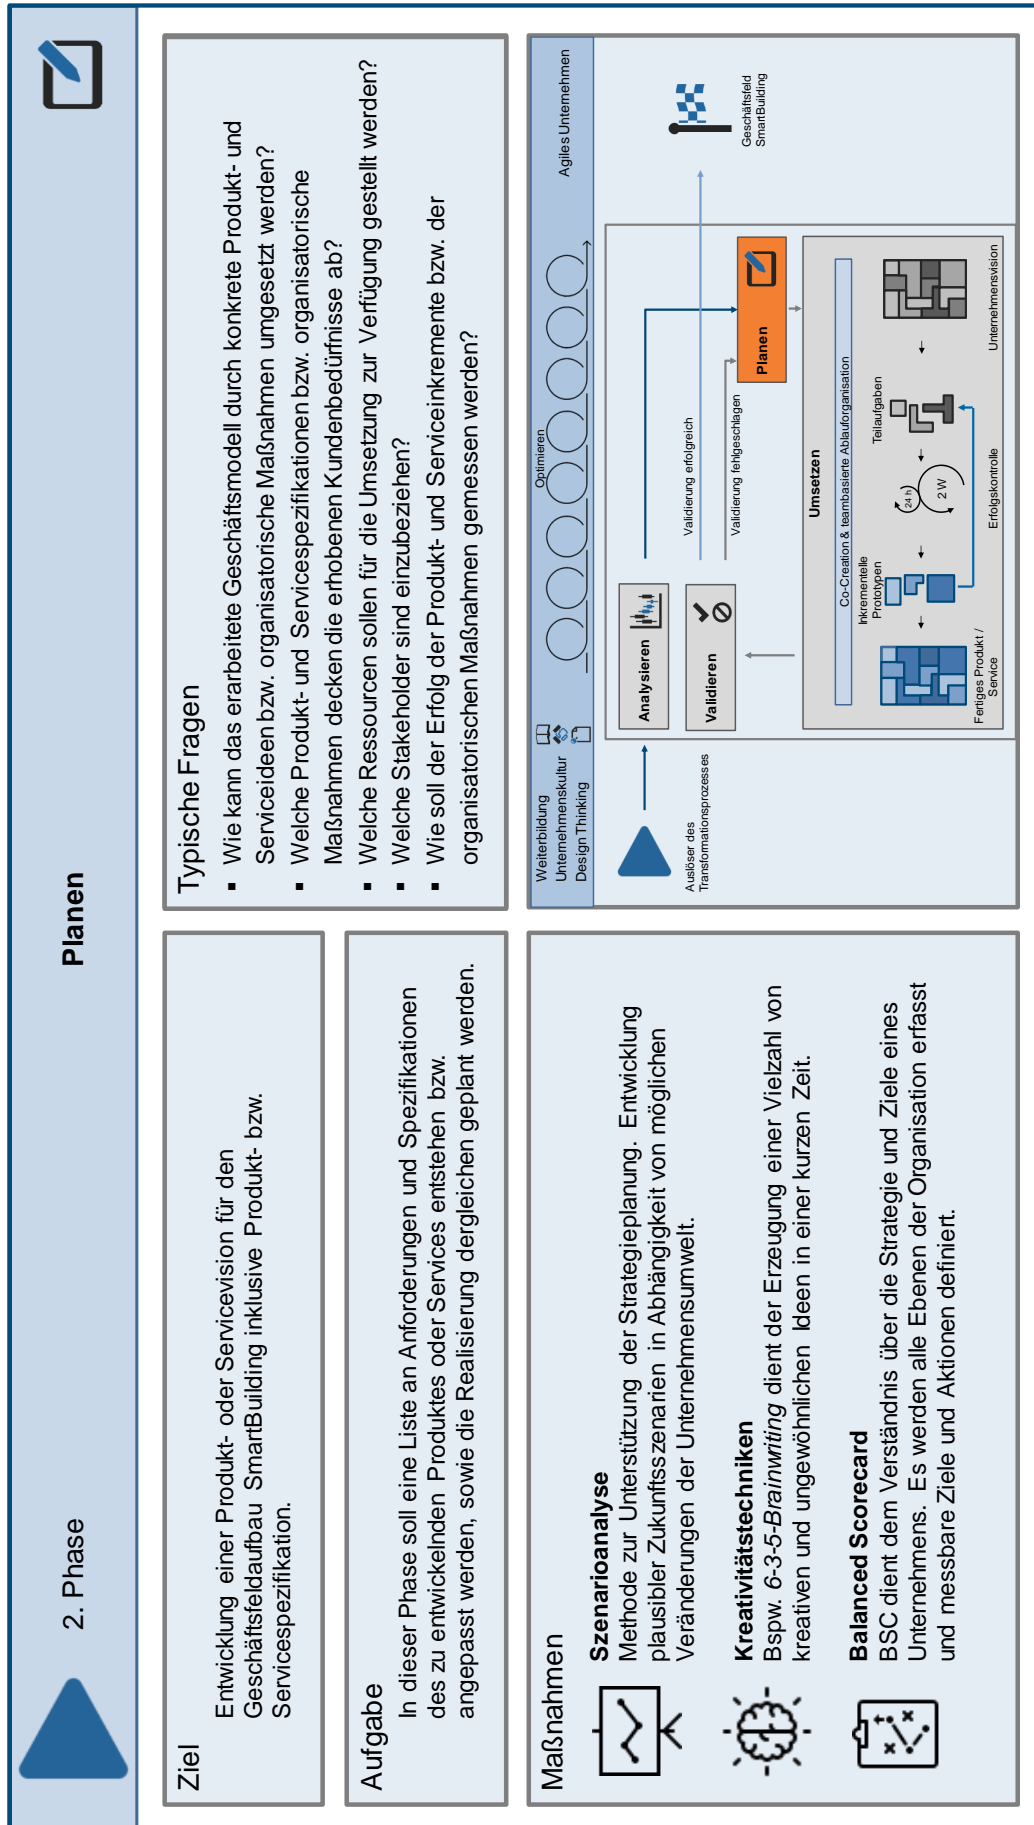 2. Phase
Planen
Ziel
Entwicklung einer Produkt- oder Servicevision für den
Geschäftsfeldaufbau SmartBuilding inklusive Produkt- bzw.
Servicespezifikation.
Aufgabe
In dieser Phase soll eine Liste an Anforderungen und Spezifikationen
des zu entwickelnden Produktes oder Services entstehen bzw.
angepasst werden, sowie die Realisierung dergleichen geplant werden.
Typische Fragen
▪ Wie kann das erarbeitete Geschäftsmodell durch konkrete Produkt- und
Serviceideen bzw. organisatorische Maßnahmen umgesetzt werden?
▪ Welche Produkt- und Servicespezifikationen bzw. organisatorische
Maßnahmen decken die erhobenen Kundenbedürfnisse ab?
▪ Welche Ressourcen sollen für die Umsetzung zur Verfügung gestellt werden?
▪ Welche Stakeholder sind einzubeziehen?
▪ Wie soll der Erfolg der Produkt- und Serviceinkremente bzw. der
organisatorischen Maßnahmen gemessen werden?
Maßnahmen
Szenarioanalyse
Methode zur Unterstützung der Strategieplanung. Entwicklung
plausibler Zukunftsszenarien in Abhängigkeit von möglichen
Veränderungen der Unternehmensumwelt.
Kreativitätstechniken
Bspw. 6-3-5-Brainwriting dient der Erzeugung einer Vielzahl von
kreativen und ungewöhnlichen Ideen in einer kurzen Zeit.
Balanced Scorecard
BSC dient dem Verständnis über die Strategie und Ziele eines
Unternehmens. Es werden alle Ebenen der Organisation erfasst
und messbare Ziele und Aktionen definiert.
Weiterbildung
Unternehmenskultur
Design Thinking
Optimieren
Agiles Unternehmen
Auslöser des
Transformationsprozesses
Analysieren
Validieren
Validierung erfolgreich
Validierung fehlgeschlagen
Planen
Geschäftsfeld
SmartBuilding
Umsetzen
Co-Creation & teambasierte Ablauforganisation
Inkrementelle
Prototypen
24 h
2 W
Teilaufgaben
Fertiges Produkt /
Service
Erfolgskontrolle
Unternehmensvision